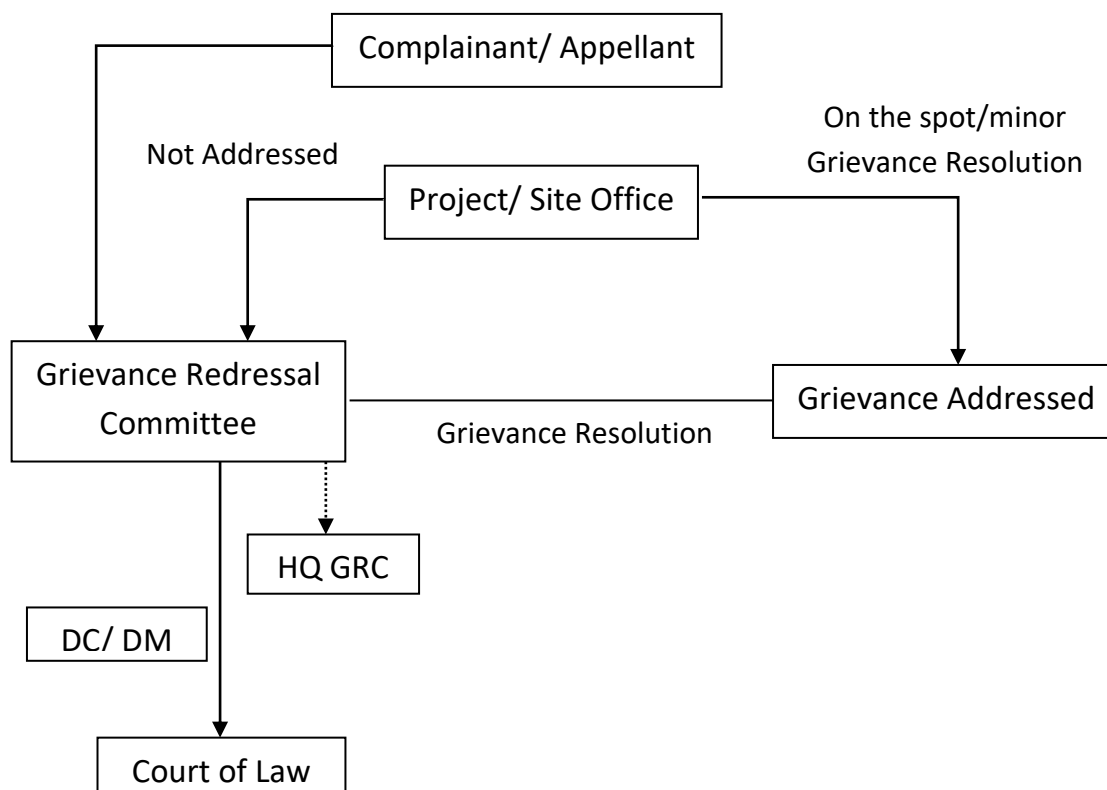 Complainant/ Appellant
On the spot/minor
Grievance Resolution
Not Addressed
Project/ Site Office
Grievance Redressal
Committee
Grievance Addressed
Grievance Resolution
HQ GRC
DC/ DM
Court of Law